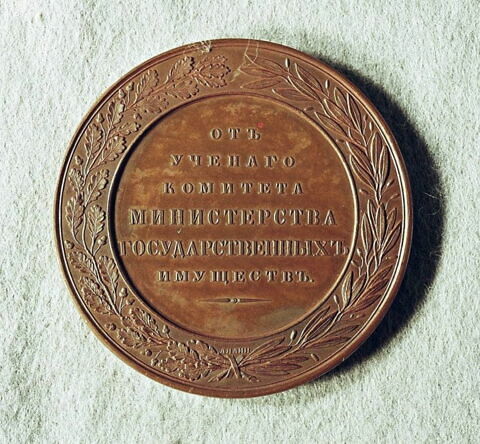 ОТЪ
УЧЕНАГО
КОМИТЕТА
МИНИСТЕРСТВА
ГОСУДАРСТВЕННЫХЪ
ИМУЩЕСТВЪ.